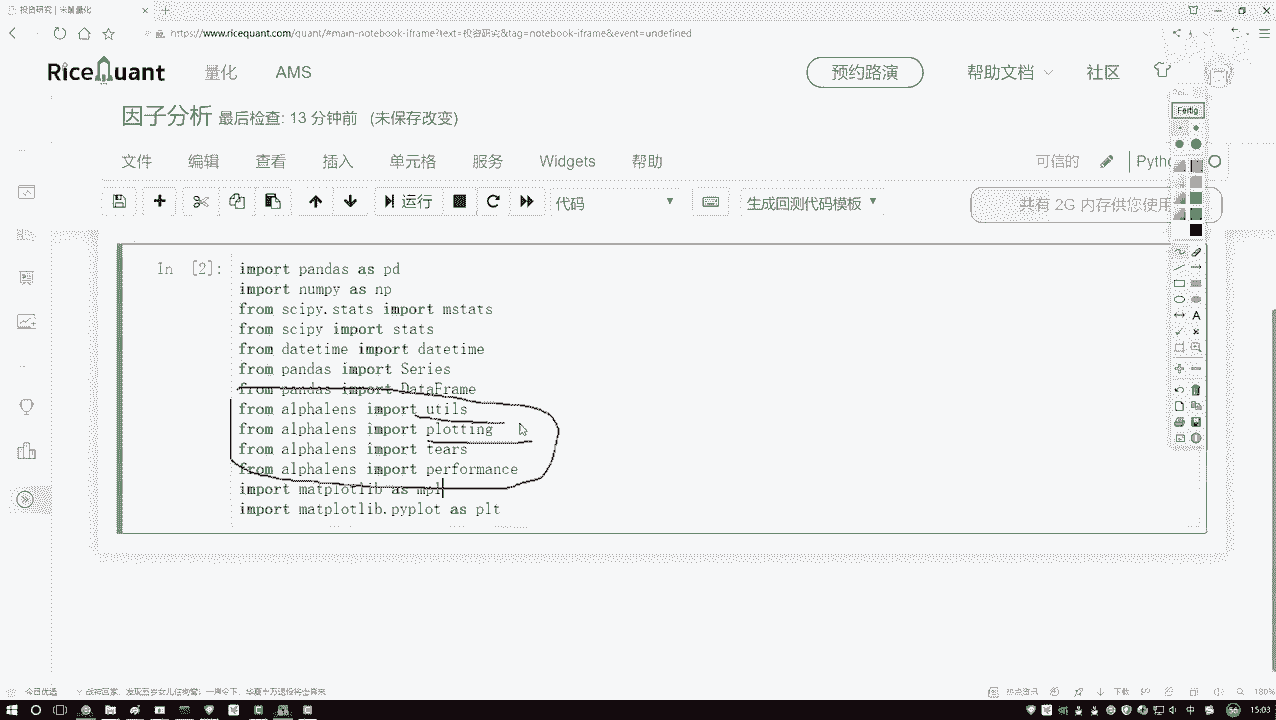 投资研究 | 米筐量化
https://www.ricequant.com/quant/#main-notebook-iframe?text=投资研究&tag=notebook-iframe&event=undefined
RiceQuant 量化 AMS 预约路演 帮助文档 社区
因子分析 最后检查: 13 分钟前 (未保存改变)
Fertig
文件 编辑 查看 插入 单元格 服务 Widgets 帮助 可信的
运行 代码 生成回测代码模板 共有 2G 内存供您使用
In [2]:
import pandas as pd
import numpy as np
from scipy.stats import mstats
from scipy import stats
from datetime import datetime
from pandas import Series
from pandas import DataFrame
from alphalens import utils
from alphalens import plotting
from alphalens import tears
from alphalens import performance
import matplotlib as mpl
import matplotlib.pyplot as plt
今日优选
热点资讯 下载 180%
中 15:03